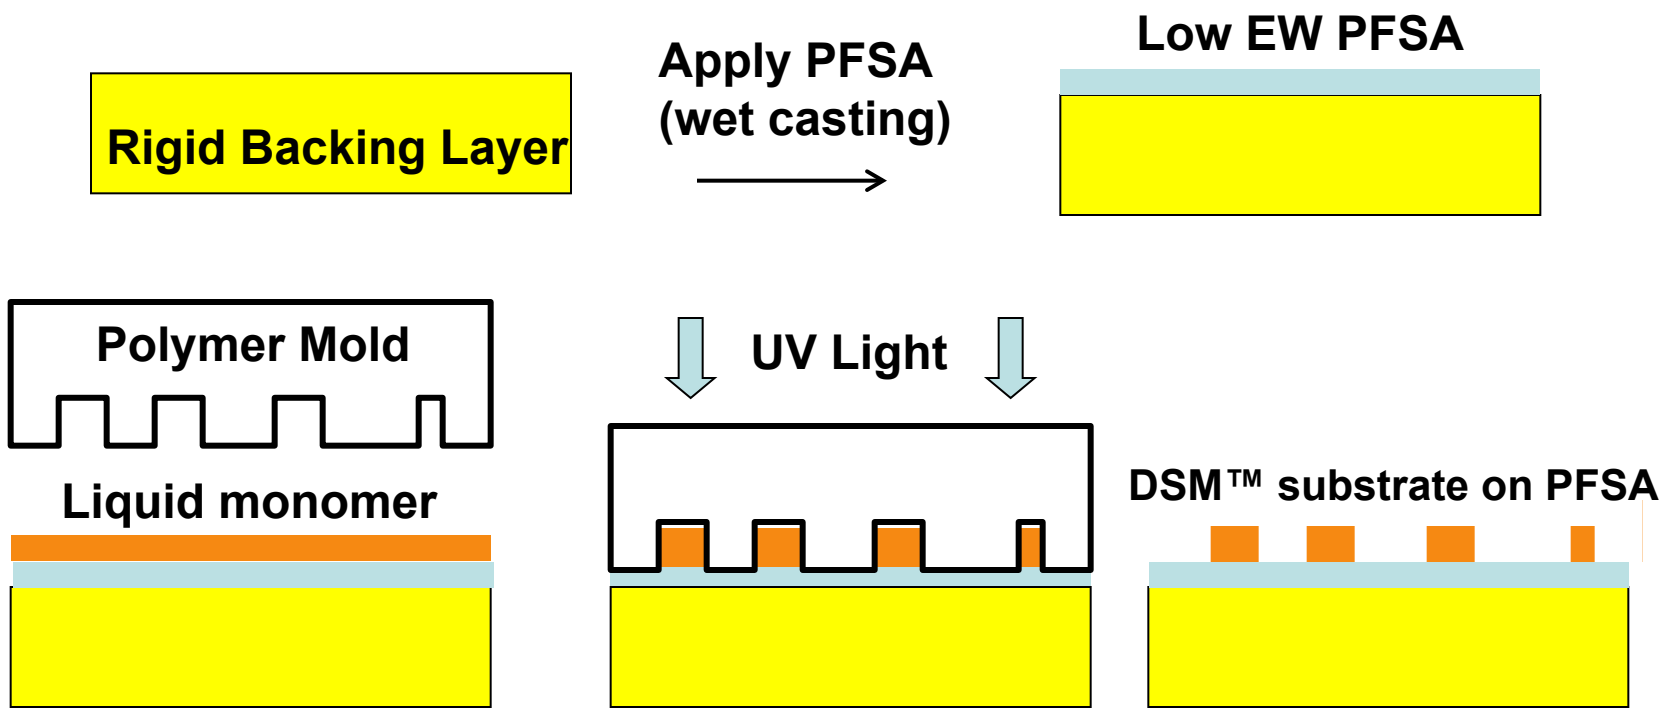 Rigid Backing Layer
Apply PFSA
(wet casting)
Low EW PFSA
Polymer Mold
Liquid monomer
UV Light
DSM™ substrate on PFSA